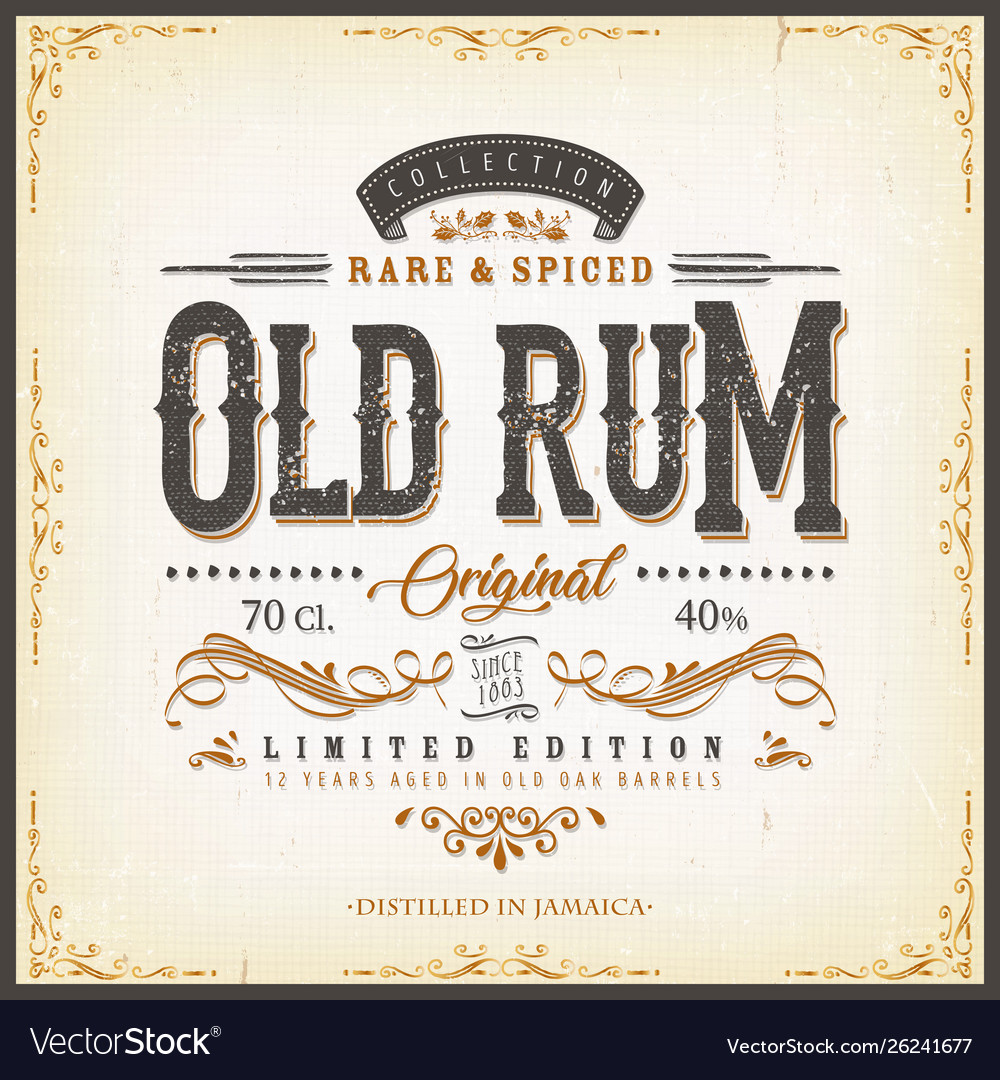 COLLECTION
RARE & SPICED
OLD RUM
Original
70 Cl.
40%
SINCE
1863
LIMITED EDITION
12 YEARS AGED IN OLD OAK BARRELS
·DISTILLED IN JAMAICA·
VectorStock®
VectorStock.com/26241677